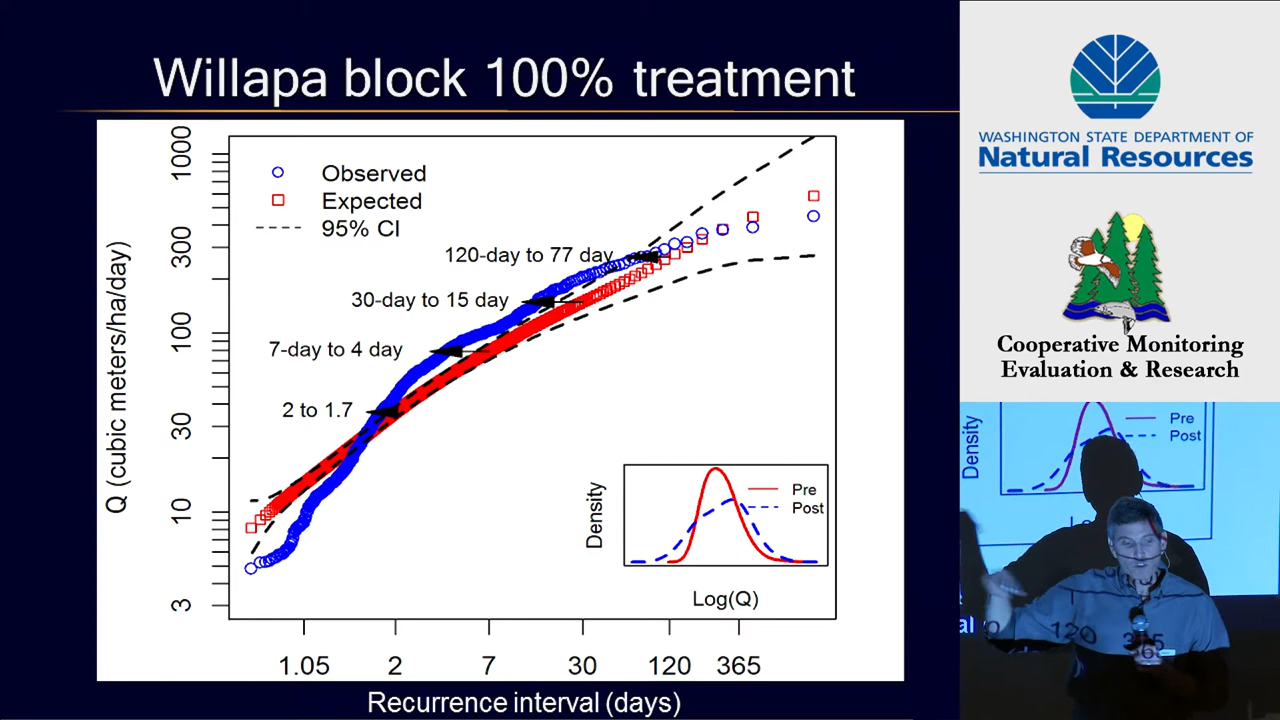 Willapa block 100% treatment
Observed
Expected
95% CI
Q (cubic meters/ha/day)
1000
300
100
30
10
3
120-day to 77 day
30-day to 15 day
7-day to 4 day
2 to 1.7
Density
Pre
Post
Log(Q)
1.05 2 7 30 120 365
Recurrence interval (days)
WASHINGTON STATE DEPARTMENT OF
Natural Resources
Cooperative Monitoring
Evaluation & Research
Density
Pre
Post
120
365